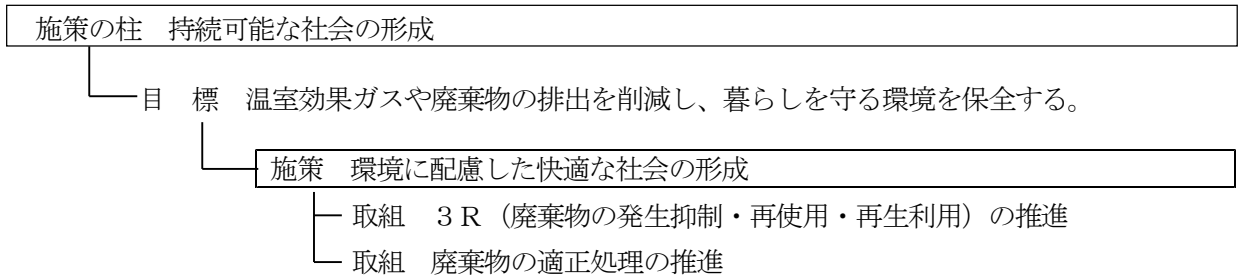 施策の柱　持続可能な社会の形成
目　標　温室効果ガスや廃棄物の排出を削減し、暮らしを守る環境を保全する。
施策　環境に配慮した快適な社会の形成
取組　３Ｒ（廃棄物の発生抑制・再使用・再生利用）の推進
取組　廃棄物の適正処理の推進